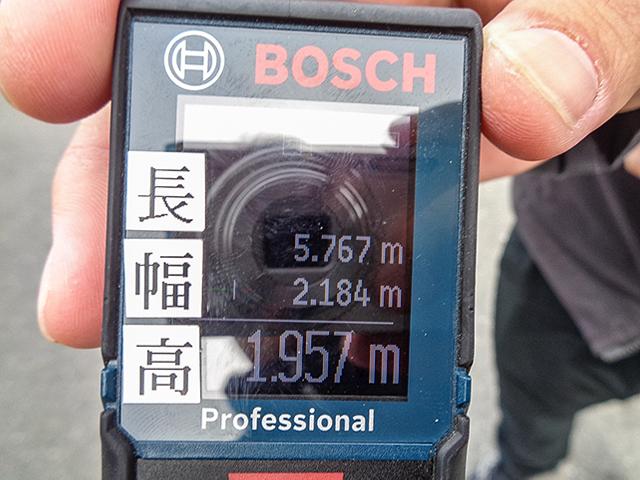 BOSCH
長 5.767 m
幅 2.184 m
高 1.957 m
Professional